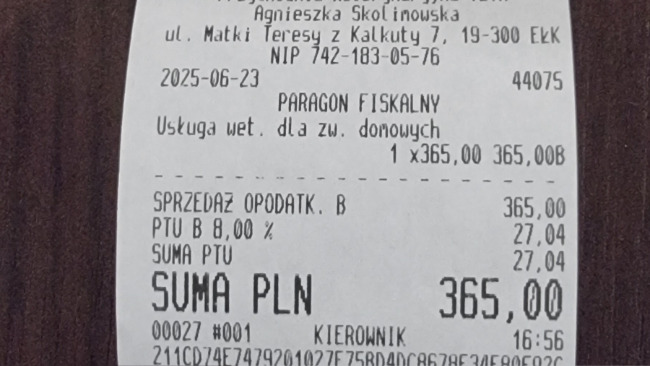 Agnieszka Skolinowska
ul. Matki Teresy z Kalkuty 7, 19-300 EŁK
NIP 742-183-05-76
2025-06-23 44075
PARAGON FISKALNY
Usługa wet. dla zw. domowych
1 x365,00 365,00B
SPRZEDAŻ OPODATK. B 365,00
PTU B 8,00 % 27,04
SUMA PTU 27,04
SUMA PLN 365,00
00027 #001 KIEROWNIK 16:56